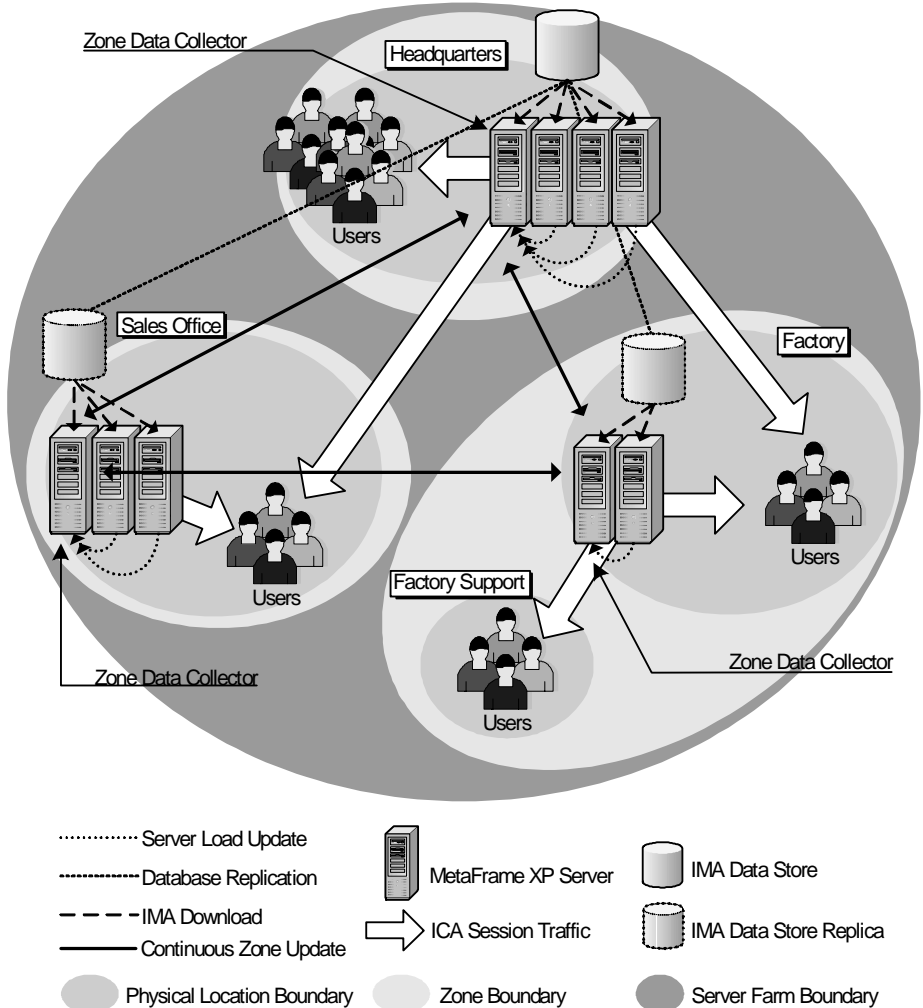 Zone Data Collector
Headquarters
Users
Sales Office
Factory
Users
Users
Factory Support
Zone Data Collector
Zone Data Collector
Users
Server Load Update
Database Replication
IMA Download
Continuous Zone Update
MetaFrame XP Server
ICA Session Traffic
IMA Data Store
IMA Data Store Replica
Physical Location Boundary
Zone Boundary
Server Farm Boundary